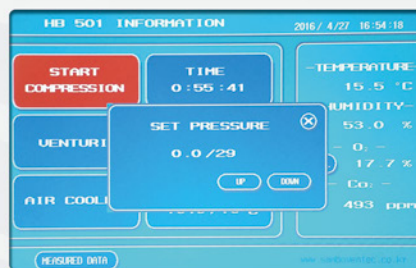 HB 501 INFORMATION
2016/ 4/27 16:54:18
START
COMPRESSION
TIME
0:55:41
-TEMPERATURE-
15.5 °C
HUMIDITY-
53.0 %
SET PRESSURE
0.0/29
UP
DOWN
VENTURI
- O₂ -
17.7 %
- Co₂ -
493 ppm
AIR COOL
MEASURED DATA